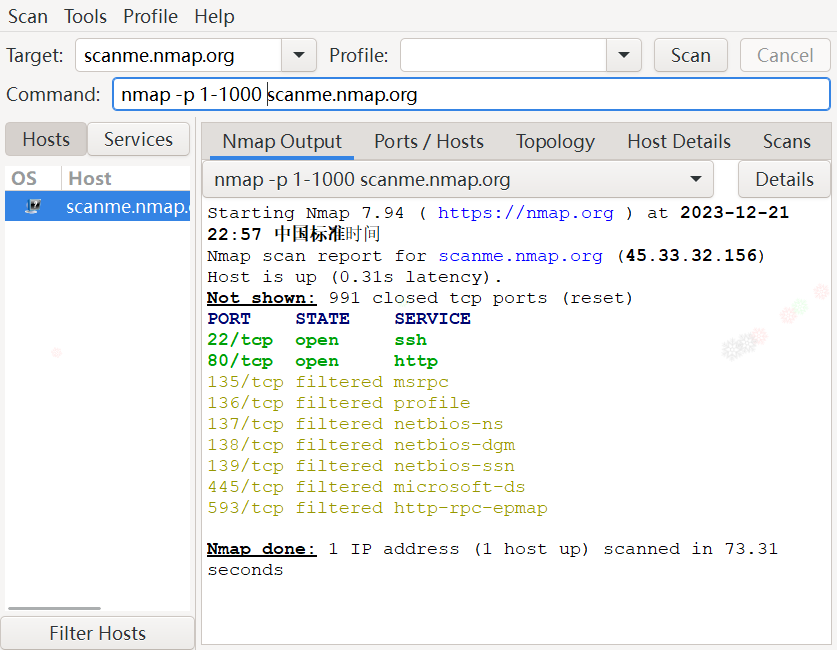 Scan Tools Profile Help
Target: scanme.nmap.org Profile: Scan Cancel
Command: nmap -p 1-1000 scanme.nmap.org
Hosts Services
Nmap Output Ports / Hosts Topology Host Details Scans
OS Host
nmap -p 1-1000 scanme.nmap.org Details
scanme.nmap.
Starting Nmap 7.94 ( https://nmap.org ) at 2023-12-21
22:57 中国标准时间
Nmap scan report for scanme.nmap.org (45.33.32.156)
Host is up (0.31s latency).
Not shown: 991 closed tcp ports (reset)
PORT STATE SERVICE
22/tcp open ssh
80/tcp open http
135/tcp filtered msrpc
136/tcp filtered profile
137/tcp filtered netbios-ns
138/tcp filtered netbios-dgm
139/tcp filtered netbios-ssn
445/tcp filtered microsoft-ds
593/tcp filtered http-rpc-epmap
Nmap done: 1 IP address (1 host up) scanned in 73.31
seconds
Filter Hosts